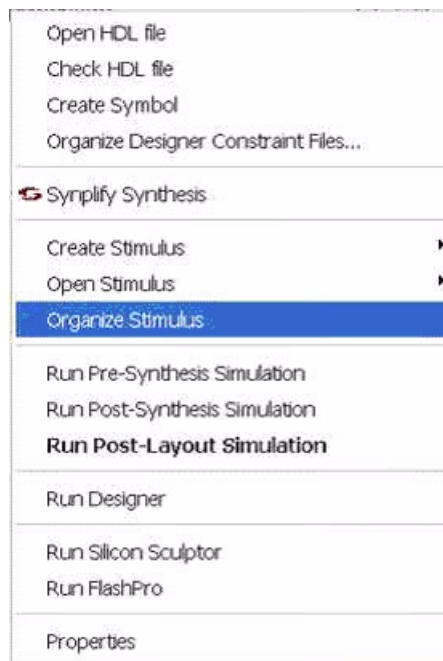 Open HDL file
Check HDL file
Create Symbol
Organize Designer Constraint Files...
Synplify Synthesis
Create Stimulus
Open Stimulus
Organize Stimulus
Run Pre-Synthesis Simulation
Run Post-Synthesis Simulation
Run Post-Layout Simulation
Run Designer
Run Silicon Sculptor
Run FlashPro
Properties